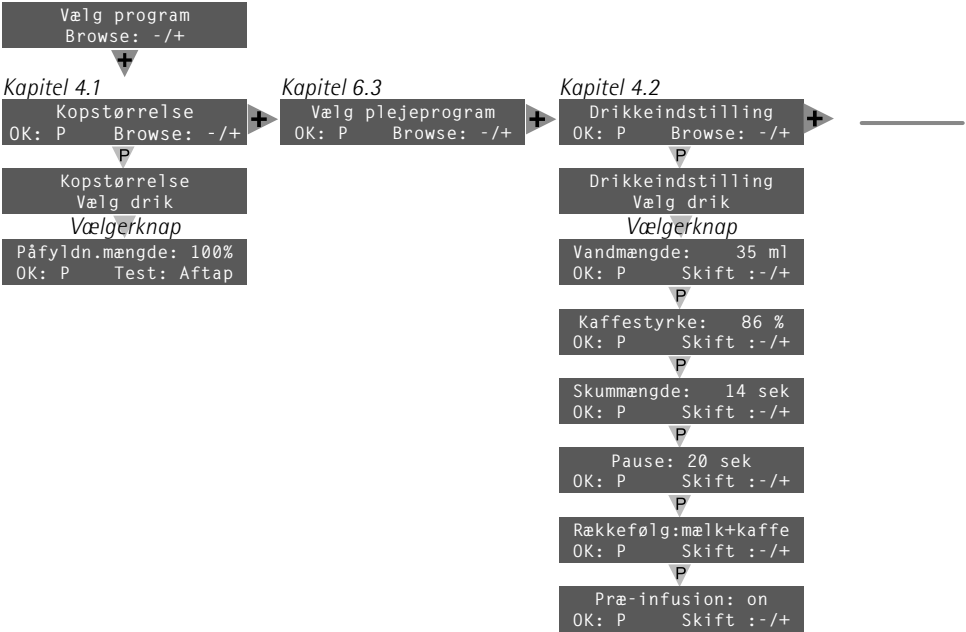 Vælg program
Browse: -/+
+
Kapitel 4.1
Kopstørrelse
OK: P Browse: -/+
+
P
Kopstørrelse
Vælg drik
Vælgerknap
Påfyldn.mængde: 100%
OK: P Test: Aftap
Kapitel 6.3
Vælg plejeprogram
OK: P Browse: -/+
+
Kapitel 4.2
Drikkeindstilling
OK: P Browse: -/+
+
P
Drikkeindstilling
Vælg drik
Vælgerknap
Vandmængde: 35 ml
OK: P Skift :-/+
P
Kaffestyrke: 86 %
OK: P Skift :-/+
P
Skummængde: 14 sek
OK: P Skift :-/+
P
Pause: 20 sek
OK: P Skift :-/+
P
Rækkefølg:mælk+kaffe
OK: P Skift :-/+
P
Præ-infusion: on
OK: P Skift :-/+